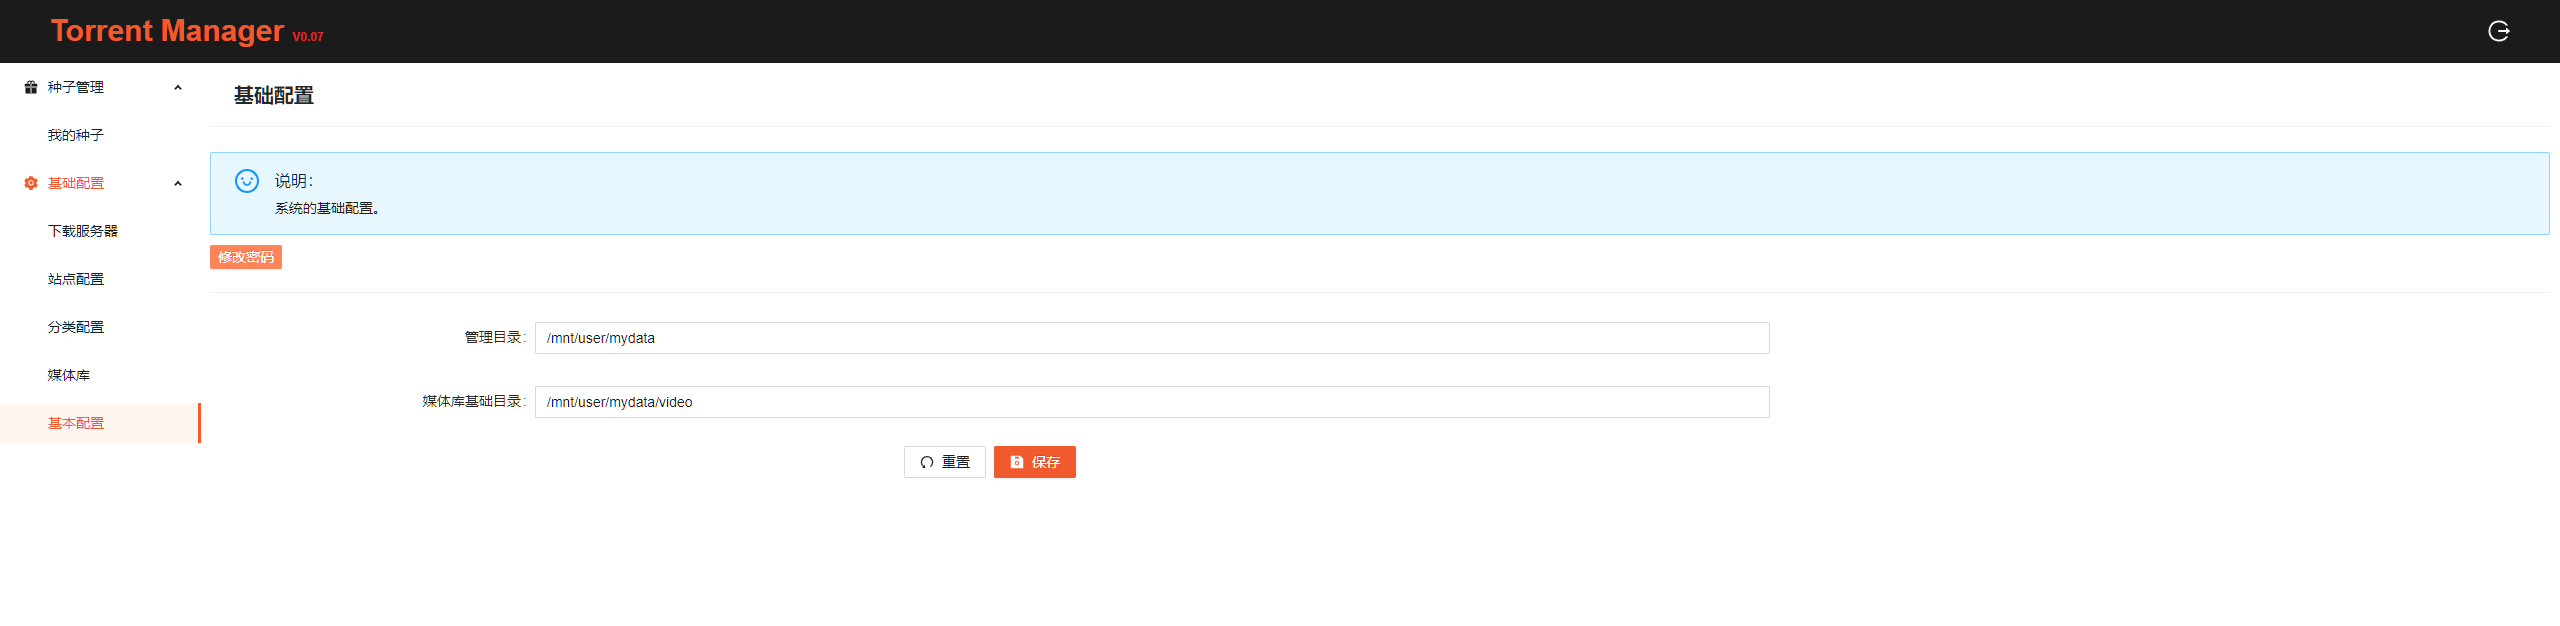 Torrent Manager V0.07
种子管理
我的种子
基础配置
下载服务器
站点配置
分类配置
媒体库
基本配置
基础配置
说明：
系统的基础配置。
修改密码
管理目录： /mnt/user/mydata
媒体库基础目录： /mnt/user/mydata/video
重置 保存